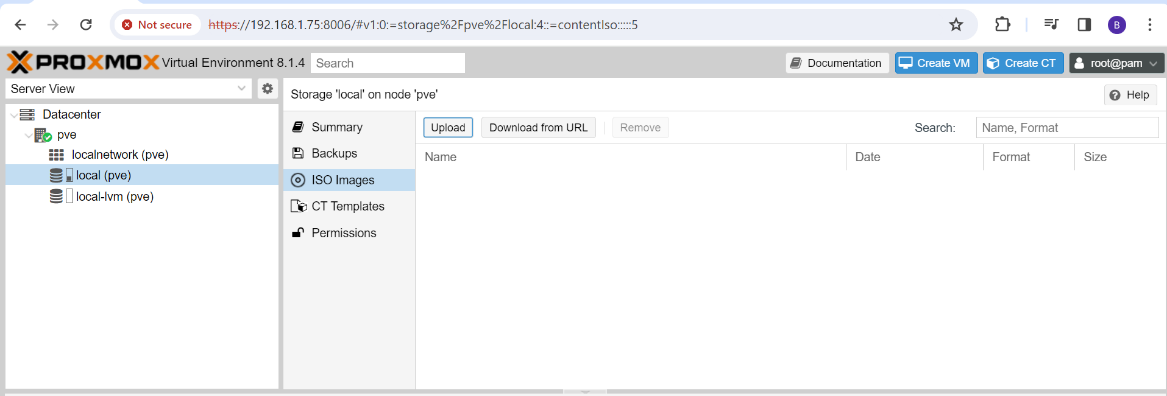 Not secure https://192.168.1.75:8006/#v1:0:=storage%2Fpve%2Flocal:4::=contentIso:::::5 B
PROXMOX Virtual Environment 8.1.4 Search Documentation Create VM Create CT root@pam
Server View Storage 'local' on node 'pve' Help
Datacenter
pve
localnetwork (pve)
local (pve)
local-lvm (pve)
Summary
Backups
ISO Images
CT Templates
Permissions
Upload Download from URL Remove Search: Name, Format
Name Date Format Size